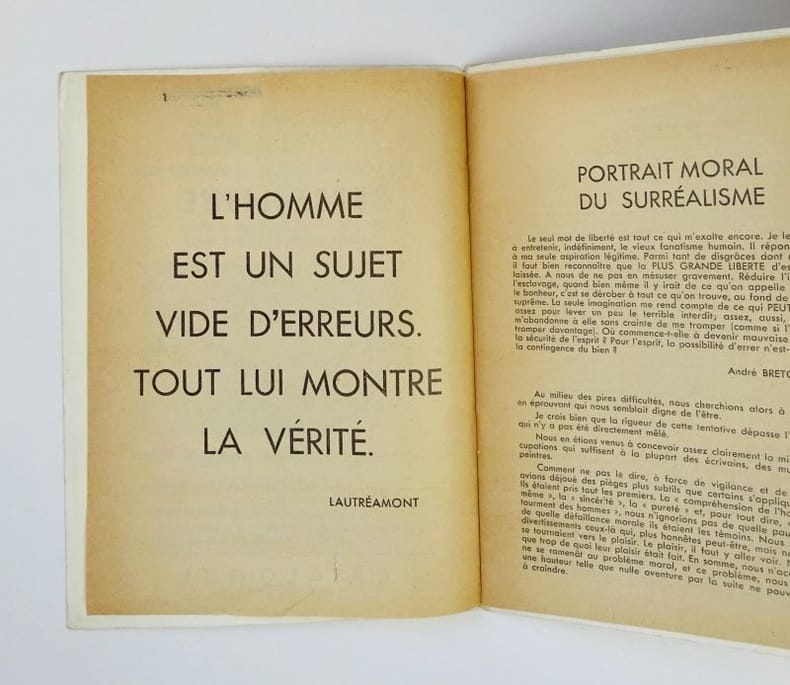 L'HOMME
EST UN SUJET
VIDE D'ERREURS.
TOUT LUI MONTRE
LA VÉRITÉ.
LAUTRÉAMONT
PORTRAIT MORAL
DU SURRÉALISME
Le seul mot de liberté est tout ce qui m'exalte encore. Je le
à entretenir, indéfiniment, le vieux fanatisme humain. Il répon
à ma seule aspiration légitime. Parmi tant de disgrâces dont
il faut bien reconnaître que la PLUS GRANDE LIBERTE d'es
laissée. A nous de ne pas en mésuser gravement. Réduire l'i
l'esclavage, quand bien même il y irait de ce qu'on appelle
le bonheur, c'est se dérober à tout ce qu'on trouve, au fond de
suprême. La seule imagination me rend compte de ce qui PEUT
assez pour lever un peu le terrible interdit; assez, aussi,
m'abandonne à elle sans crainte de me tromper (comme si l'
tromper davantage). Où commence-t-elle à devenir mauvaise
la sécurité de l'esprit ? Pour l'esprit, la possibilité d'errer n'est-
la contingence du bien ?
André BRETO
Au milieu des pires difficultés, nous cherchions alors à
en éprouvant qui nous semblait digne de l'être.
Je crois bien que la rigueur de cette tentative dépasse l'
qui n'y a pas été directement mêlé.
Nous en étions venus à concevoir assez clairement la mi
cupations qui suffisent à la plupart des écrivains, des mu
peintres.
Comment ne pas le dire, à force de vigilance et de
avions déjoué des pièges plus subtils que certains s'appliqu
Ils étaient pris tout les premiers. La « compréhension de l'ho
même », la « sincérité », la « pureté » et, pour tout dire, «
tourment des hommes », nous n'ignorions pas de quelle pau
de quelle défaillance morale ils étaient les témoins. Nous
divertissements ceux-là qui, plus honnêtes peut-être, mais ne
se tournaient vers le plaisir. Le plaisir, il faut y aller voir. N
que trop de quoi leur plaisir était fait. En somme, nous n'acc
ne se ramenât au problème moral, et ce problème, nous
une hauteur telle que nulle aventure par la suite ne pouv
à craindre.